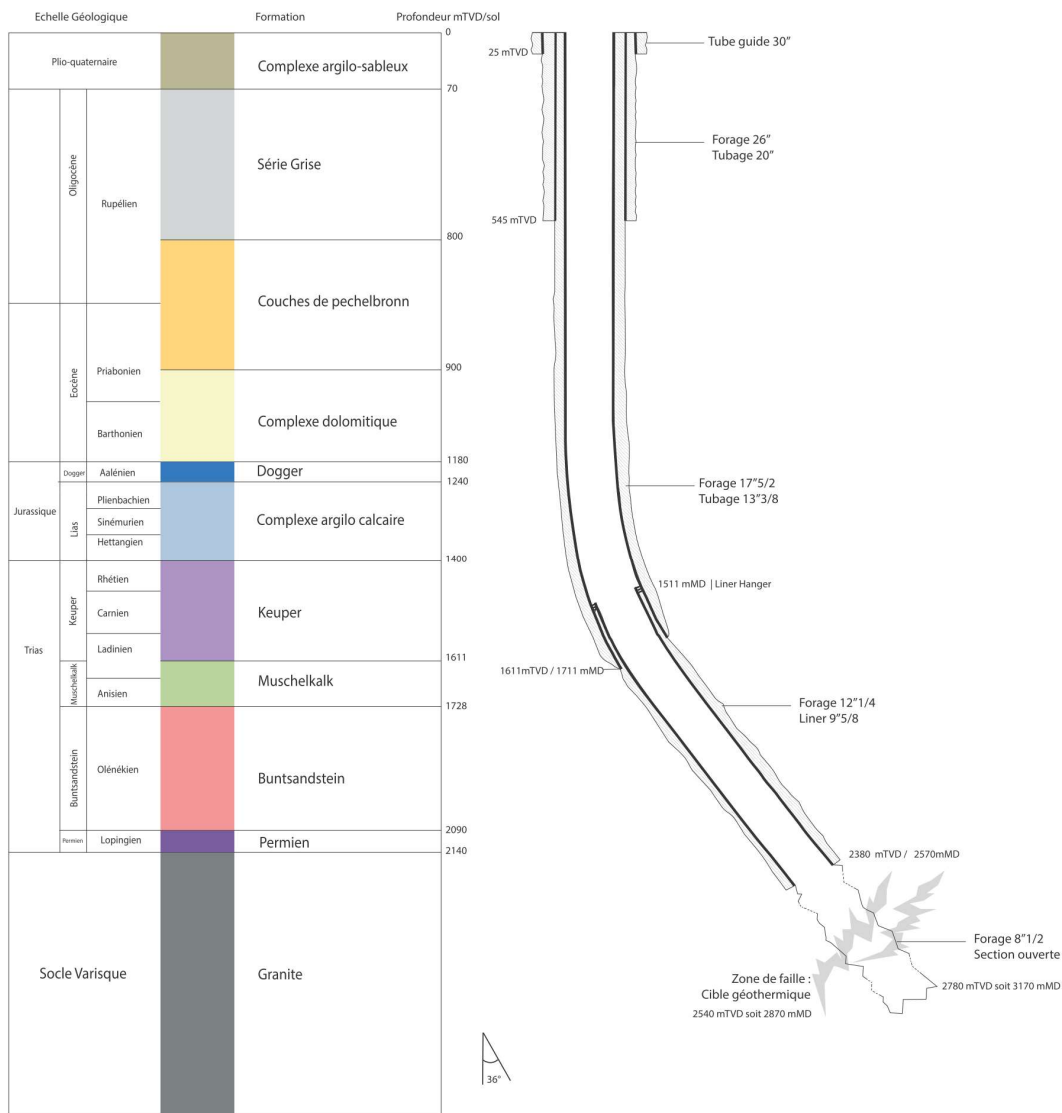 Echelle Géologique
Formation
Profondeur mTVD/sol
0
Plio-quaternaire
Complexe argilo-sableux
70
Oligocène
Rupélien
Série Grise
800
Couches de pechelbronn
Eocène
Priabonien
900
Barthonien
Complexe dolomitique
1180
Jurassique
Dogger
Aalénien
Dogger
1240
Lias
Plienbachien
Sinémurien
Hettangien
Complexe argilo calcaire
1400
Trias
Keuper
Rhétien
Carnien
Ladinien
Keuper
1611
Muschelkalk
Anisien
Muschelkalk
1728
Buntsandstein
Olénékien
Buntsandstein
2090
Permien
Lopingien
Permien
2140
Socle Varisque
Granite
25 mTVD
Tube guide 30’’
Forage 26’’
Tubage 20’’
545 mTVD
Forage 17’’5/2
Tubage 13’’3/8
1511 mMD | Liner Hanger
1611mTVD / 1711 mMD
Forage 12’’1/4
Liner 9’’5/8
2380 mTVD / 2570mMD
Forage 8’’1/2
Section ouverte
Zone de faille :
Cible géothermique
2540 mTVD soit 2870 mMD
2780 mTVD soit 3170 mMD
36°